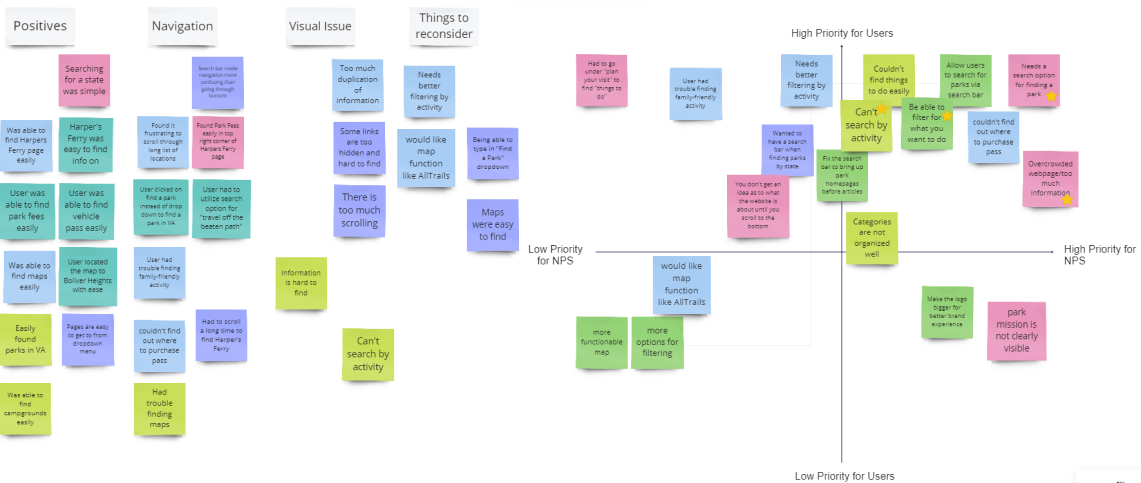 Positives
Navigation
Visual Issue
Things to
reconsider
Searching
for a state
was simple
Was able to
find Harpers
Ferry page
easily
Harper's
Ferry was
easy to find
info on
User was
able to find
park fees
easily
User was
able to find
vehicle
pass easily
Was able to
find maps
easily
User located
the map to
Boliver Heights
with ease
Easily
found
parks in VA
Pages are easy
to get to from
dropdown
menu
Was able to
find
campgrounds
easily
Search bar made
navigation more
confusing than
going through
buttons
Found it
frustrating to
scroll through
long list of
locations
Found Park Fees
easily in top
right corner of
Harpers Ferry
page
User clicked on
find a park
instead of drop
down to find a
park in VA
User had to
utilize search
option for
"travel off the
beaten path"
User had
trouble finding
family-friendly
activity
couldn't find
out where
to purchase
pass
Had to scroll
a long time to
find Harper's
Ferry
Had
trouble
finding
maps
Too much
duplication
of
information
Some links
are too
hidden and
hard to find
There is
too much
scrolling
Information
is hard to
find
Can't
search by
activity
Needs
better
filtering by
activity
would like
map
function
like AllTrails
Being able to
type in "Find
a Park"
dropdown
Maps
were easy
to find
High Priority for Users
Had to go
under "plan
your visit" to
find "things to
do"
User had
trouble finding
family-friendly
activity
Needs
better
filtering by
activity
Couldn't
find things
to do easily
Allow users
to search for
parks via
search bar
Needs a
search option
for finding a
park
Can't
search by
activity
Be able to
filter for
what you
want to do
couldn't find
out where
to purchase
pass
Wanted to
have a search
bar when
finding parks
by state
Fix the search
bar to bring up
park
homepages
before articles
Overcrowded
webpage/too
much
information
You don't get an
idea as to what
the website is
about until you
scroll to the
bottom
Categories
are not
organized
well
Low Priority
for NPS
High Priority for
NPS
would like
map
function
like AllTrails
more
functionable
map
more
options for
filtering
Make the logo
bigger for
better brand
experience
park
mission is
not clearly
visible
Low Priority for Users